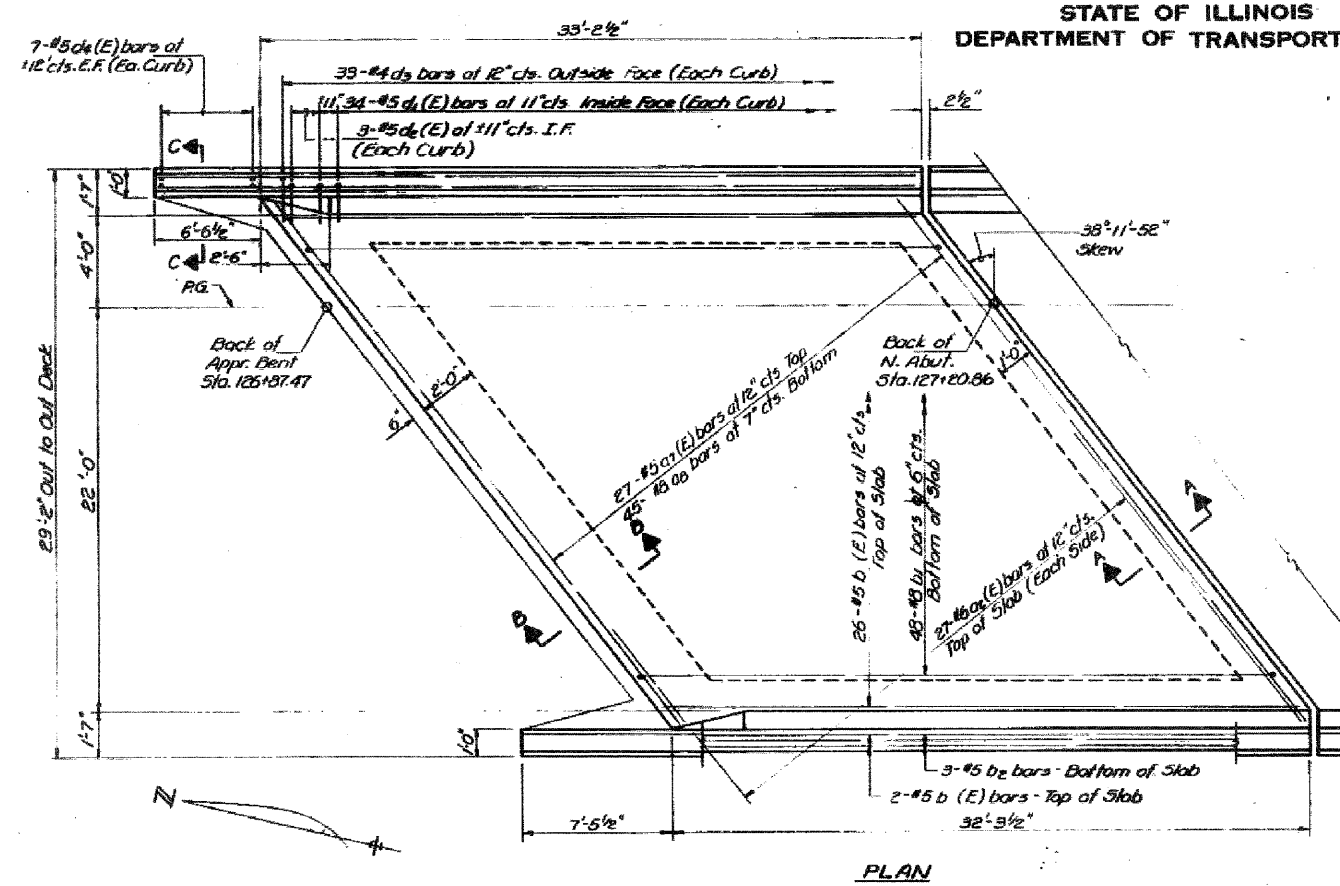 STATE OF ILLINOIS
DEPARTMENT OF TRANSPORT
33'-2½"
7-#5 d4(E) bars at
±12" cts. E.F. (Ea. Curb)
39-#4 d3 bars at 12" cts. Outside Face (Each Curb)
11" 34-#5 d1(E) bars at 11" cts. Inside Face (Each Curb)
2½"
3-#5 d2(E) at ±11" cts. I.F.
(Each Curb)
C
1'-7"
1'-0"
6'-6½"
C
2'-6"
4'-0"
38°-11'-52"
Skew
P.G.
Back of
Appr. Bent
Sta. 126+87.47
Back of
N. Abut.
Sta. 127+20.86
1'-0"
2'-0"
6"
29'-2" Out to Out Deck
22'-0"
27-#5 a7(E) bars at 12" cts Top
45-#8 a8 bars at 7" cts. Bottom
26-#5 b (E) bars at 12" cts.
Top of Slab
48-#8 b1 bars at 6" cts.
Bottom of Slab
27-#6 a2(E) bars at 12" cts.
Top of Slab (Each Side)
A
A
B
B
1'-7"
1'-0"
3-#5 b2 bars - Bottom of Slab
2-#5 b (E) bars - Top of Slab
N
7'-5½"
32'-3½"
PLAN